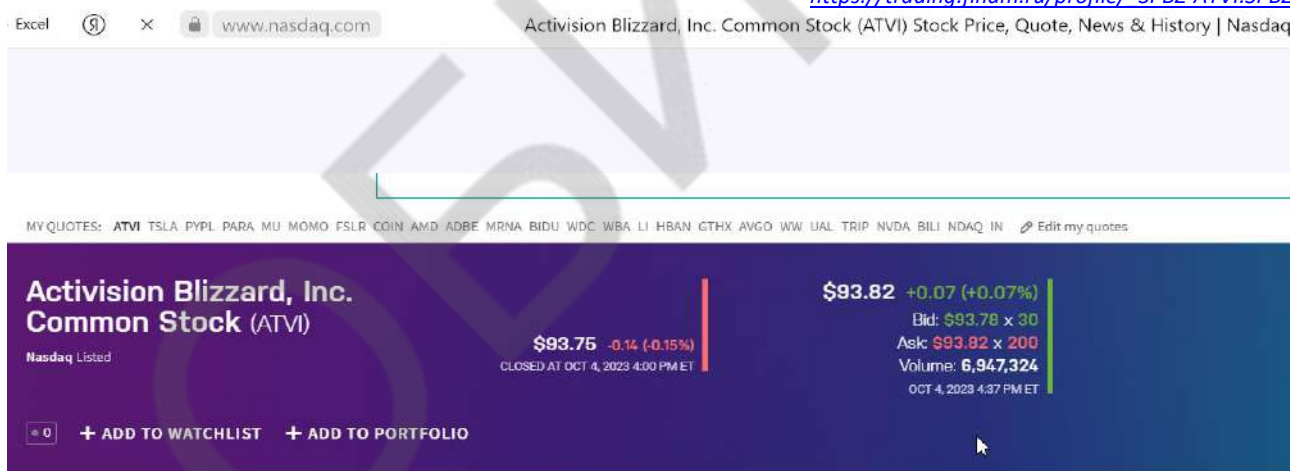 Excel Я www.nasdaq.com Activision Blizzard, Inc. Common Stock (ATVI) Stock Price, Quote, News & History | Nasdaq
MY QUOTES: ATVI TSLA PYPL PARA MU MOMO FSLR COIN AMD ADBE MRNA BIDU WDC WBA LI HBAN GTHX AVGO WW UAL TRIP NVDA BILI NDAQ IN Edit my quotes
Activision Blizzard, Inc.
Common Stock (ATVI)
Nasdaq Listed
$93.75 -0.14 (-0.15%)
CLOSED AT OCT 4, 2023 4:00 PM ET
$93.82 +0.07 (+0.07%)
Bid: $93.78 x 30
Ask: $93.82 x 200
Volume: 6,947,324
OCT 4, 2023 4:37 PM ET
0 + ADD TO WATCHLIST + ADD TO PORTFOLIO